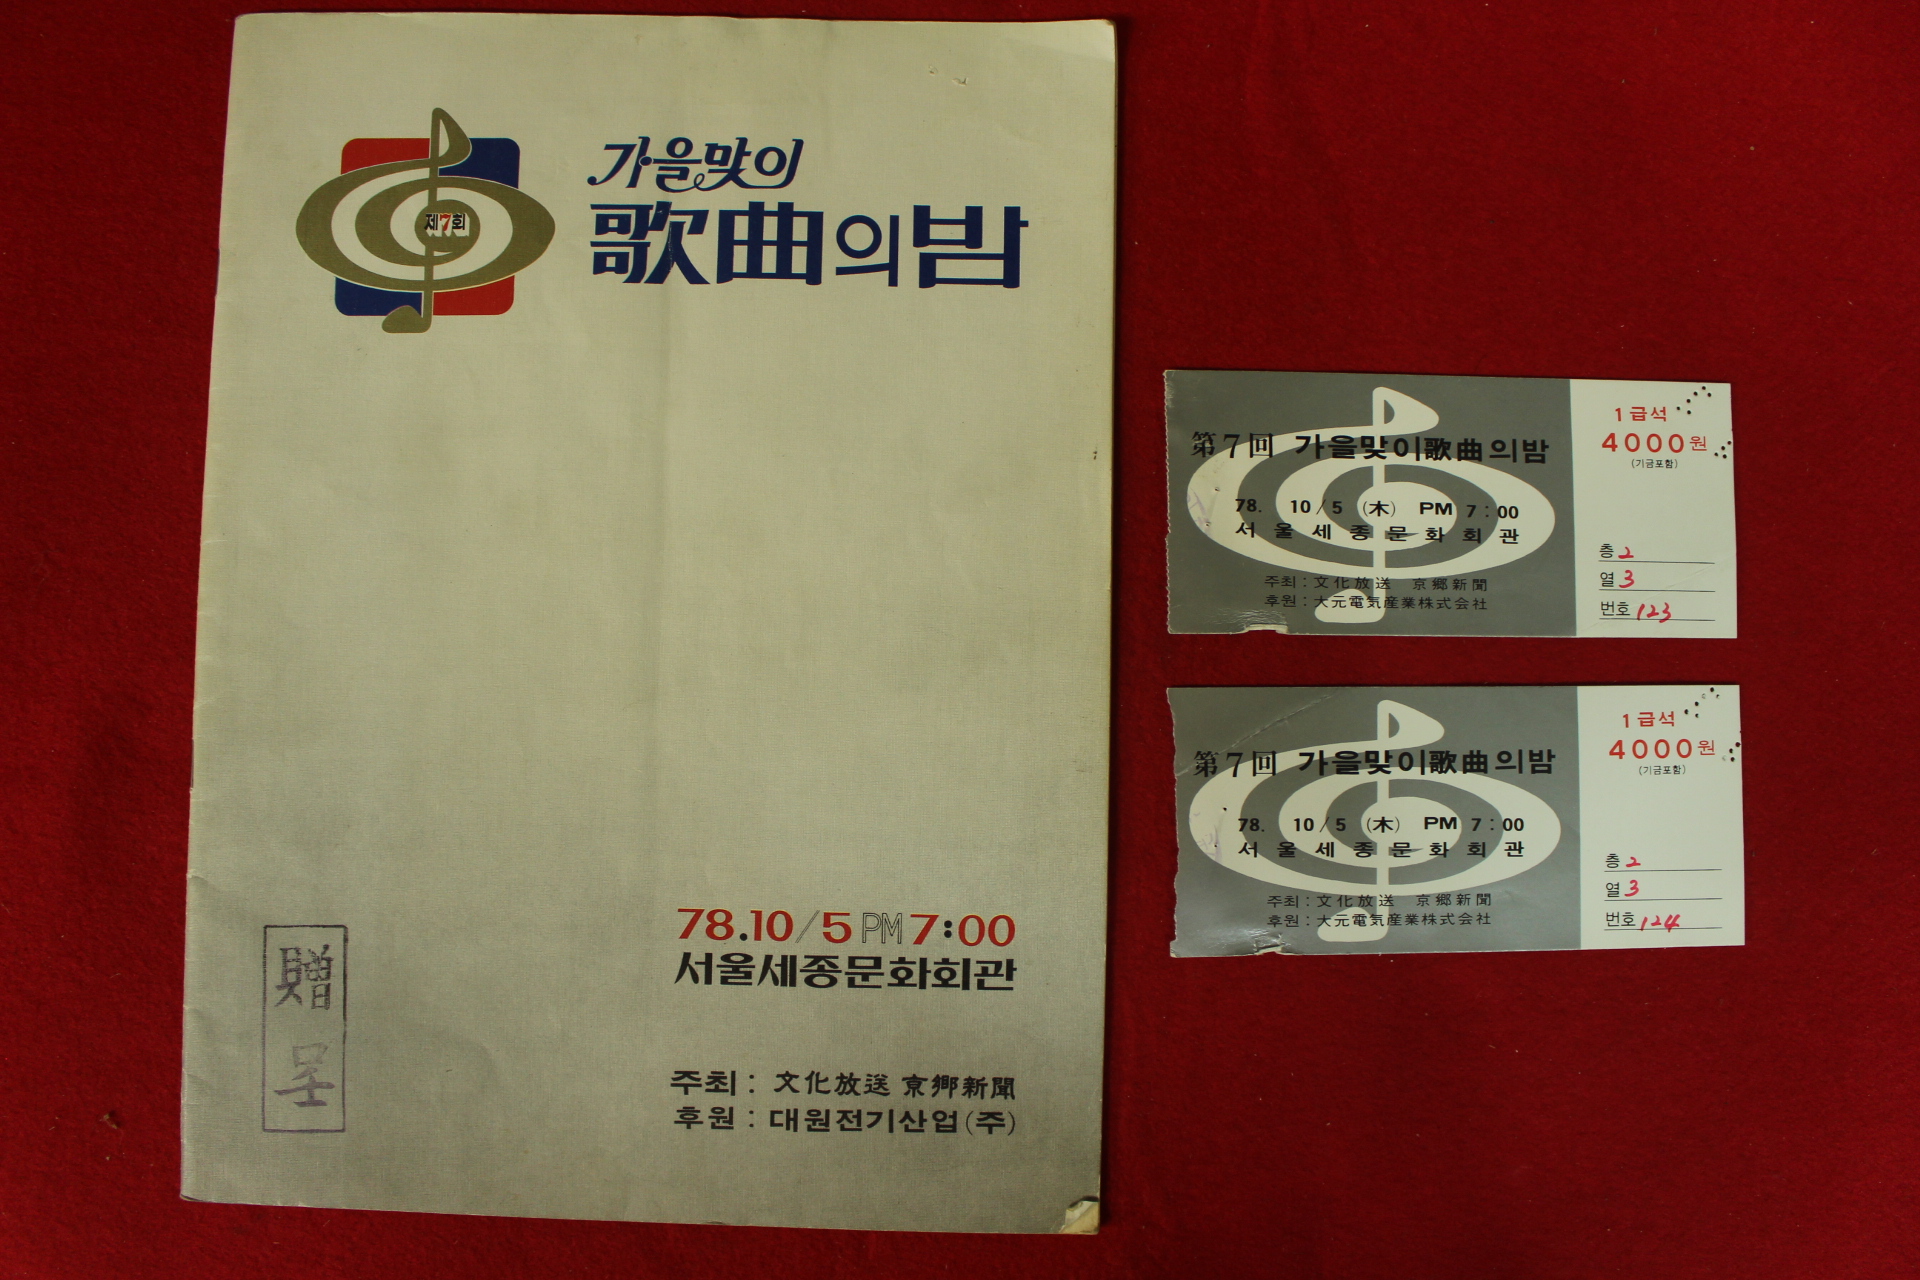 제7회
가을맞이
歌曲의밤
78.10/5 PM 7:00
서울세종문화회관
주최 : 文化放送 京鄕新聞
후원 : 대원전기산업(주)
贈
呈
第7回 가을맞이歌曲의밤
78. 10/5 (木) PM 7:00
서울세종문화회관
주최 : 文化放送 京鄕新聞
후원 : 大元電気産業株式会社
1급석
4000원
(기금포함)
층 2
열 3
번호 123
第7回 가을맞이歌曲의밤
78. 10/5 (木) PM 7:00
서울세종문화회관
주최 : 文化放送 京鄕新聞
후원 : 大元電気産業株式会社
1급석
4000원
(기금포함)
층 2
열 3
번호 124